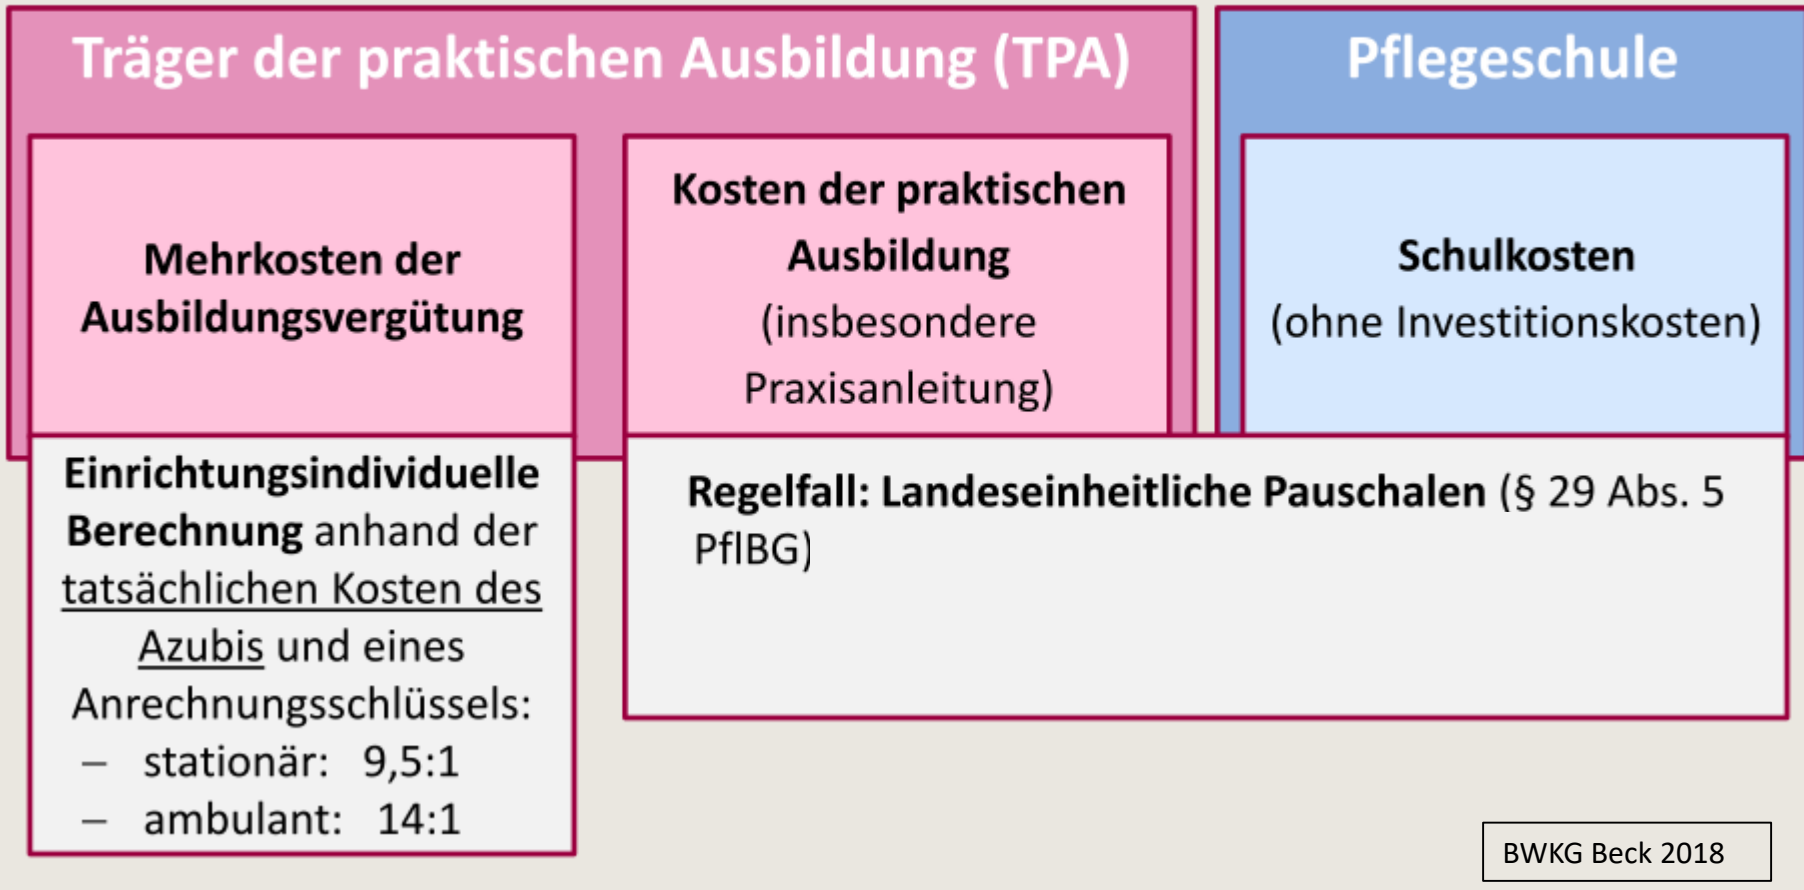 Träger der praktischen Ausbildung (TPA)
Pflegeschule
Mehrkosten der
Ausbildungsvergütung
Kosten der praktischen
Ausbildung
(insbesondere
Praxisanleitung)
Schulkosten
(ohne Investitionskosten)
Einrichtungsindividuelle
Berechnung anhand der
tatsächlichen Kosten des
Azubis und eines
Anrechnungsschlüssels:
– stationär: 9,5:1
– ambulant: 14:1
Regelfall: Landeseinheitliche Pauschalen (§ 29 Abs. 5
PflBG)
BWKG Beck 2018